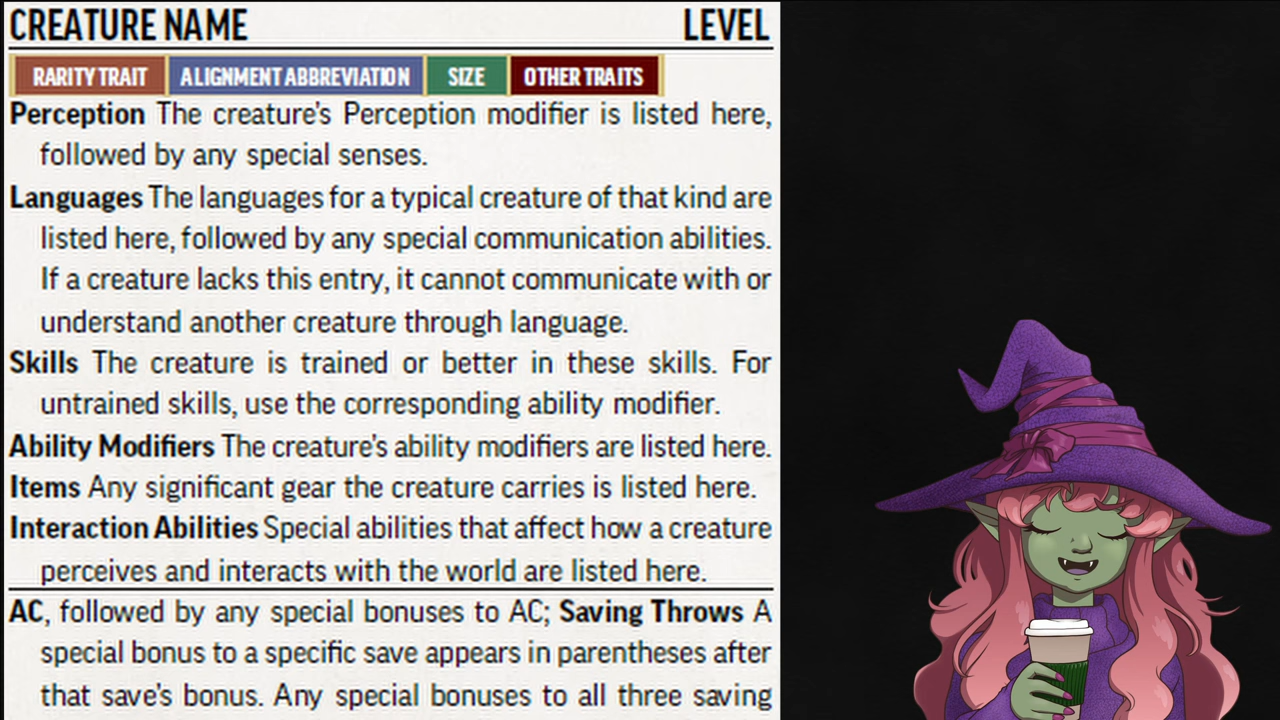 CREATURE NAME LEVEL
RARITY TRAIT ALIGNMENT ABBREVIATION SIZE OTHER TRAITS
Perception The creature's Perception modifier is listed here,
followed by any special senses.
Languages The languages for a typical creature of that kind are
listed here, followed by any special communication abilities.
If a creature lacks this entry, it cannot communicate with or
understand another creature through language.
Skills The creature is trained or better in these skills. For
untrained skills, use the corresponding ability modifier.
Ability Modifiers The creature's ability modifiers are listed here.
Items Any significant gear the creature carries is listed here.
Interaction Abilities Special abilities that affect how a creature
perceives and interacts with the world are listed here.
AC, followed by any special bonuses to AC; Saving Throws A
special bonus to a specific save appears in parentheses after
that save's bonus. Any special bonuses to all three saving